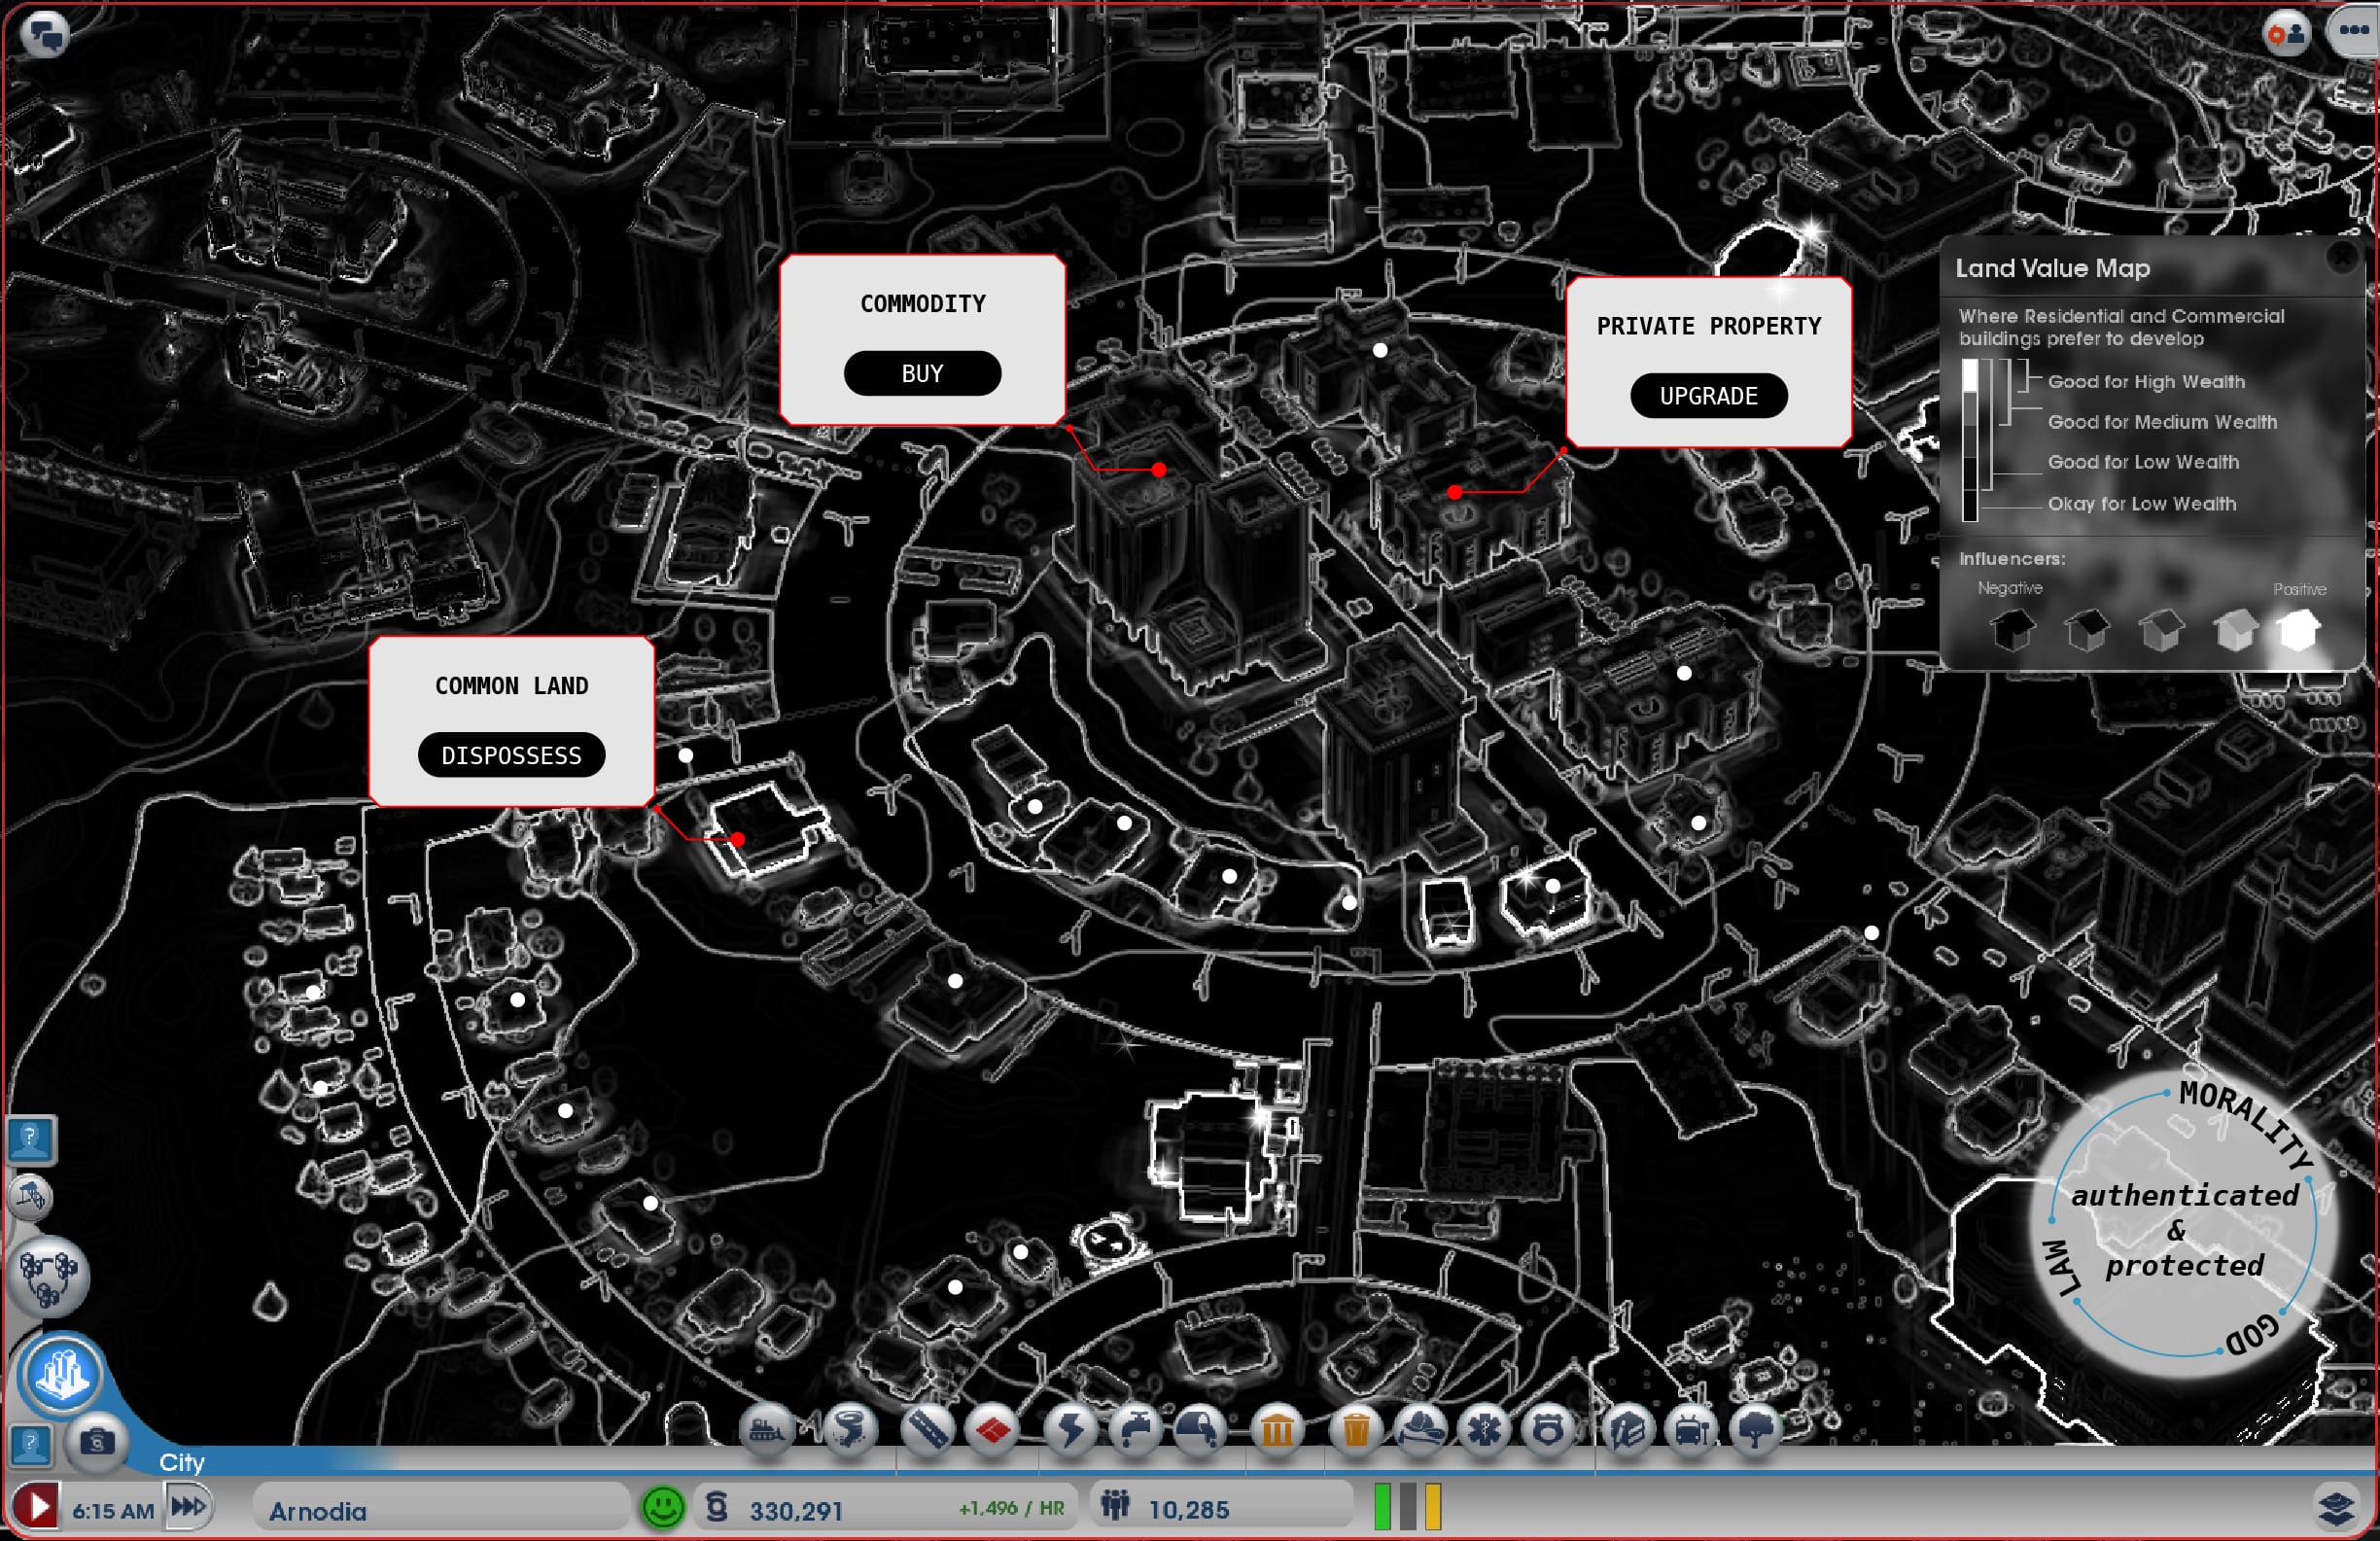 COMMODITY
BUY
PRIVATE PROPERTY
UPGRADE
Land Value Map
Where Residential and Commercial
buildings prefer to develop
Good for High Wealth
Good for Medium Wealth
Good for Low Wealth
Okay for Low Wealth
Influencers:
Negative
Positive
COMMON LAND
DISPOSSESS
MORALITY
authenticated
&
protected
LAW
GOD
?
?
City
6:15 AM
Arnodia
330,291
+1,496 / HR
10,285